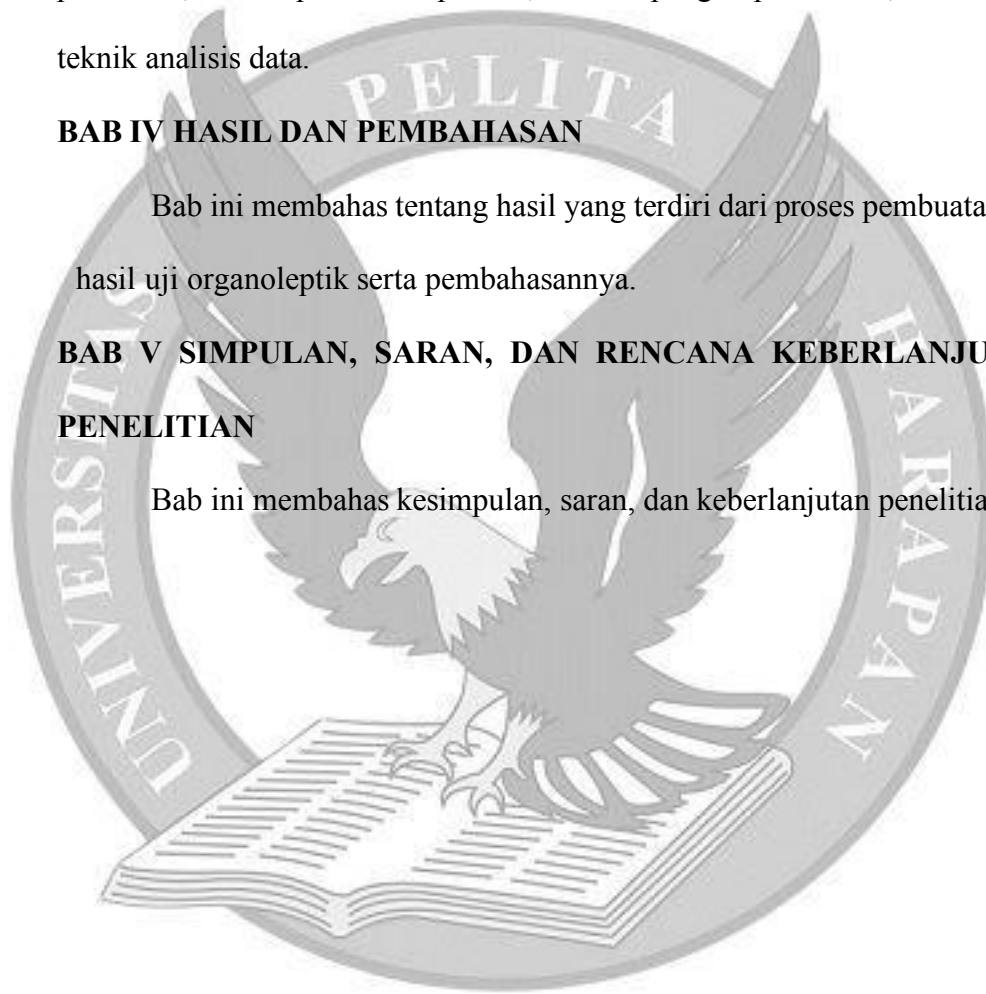 teknik analisis data.
BAB IV HASIL DAN PEMBAHASAN
Bab ini membahas tentang hasil yang terdiri dari proses pembuata
hasil uji organoleptik serta pembahasannya.
BAB V SIMPULAN, SARAN, DAN RENCANA KEBERLANJU
PENELITIAN
Bab ini membahas kesimpulan, saran, dan keberlanjutan penelitia
UNIVERSITAS PELITA HARAPAN